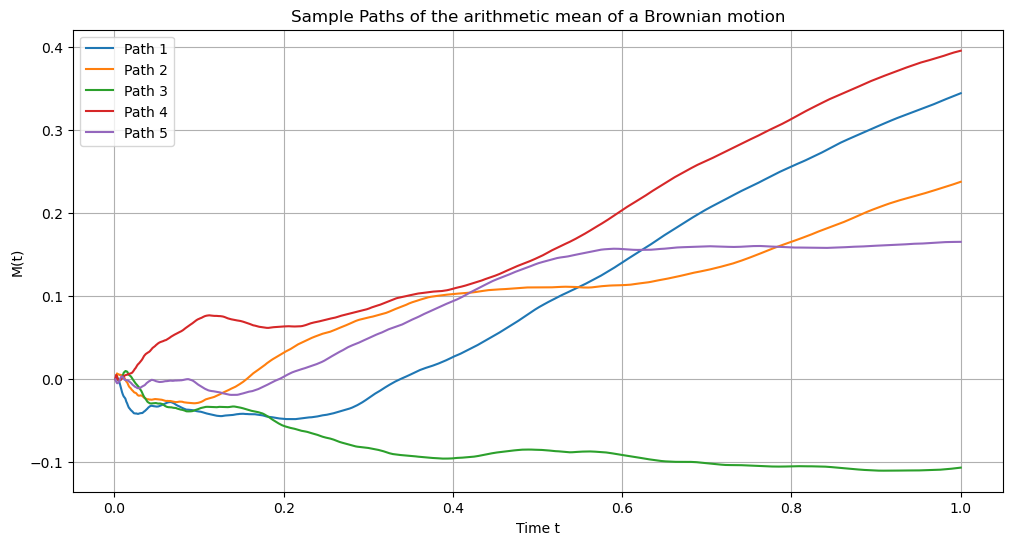 Sample Paths of the arithmetic mean of a Brownian motion
Path 1
Path 2
Path 3
Path 4
Path 5
M(t)
0.4
0.3
0.2
0.1
0.0
−0.1
0.0 0.2 0.4 0.6 0.8 1.0
Time t